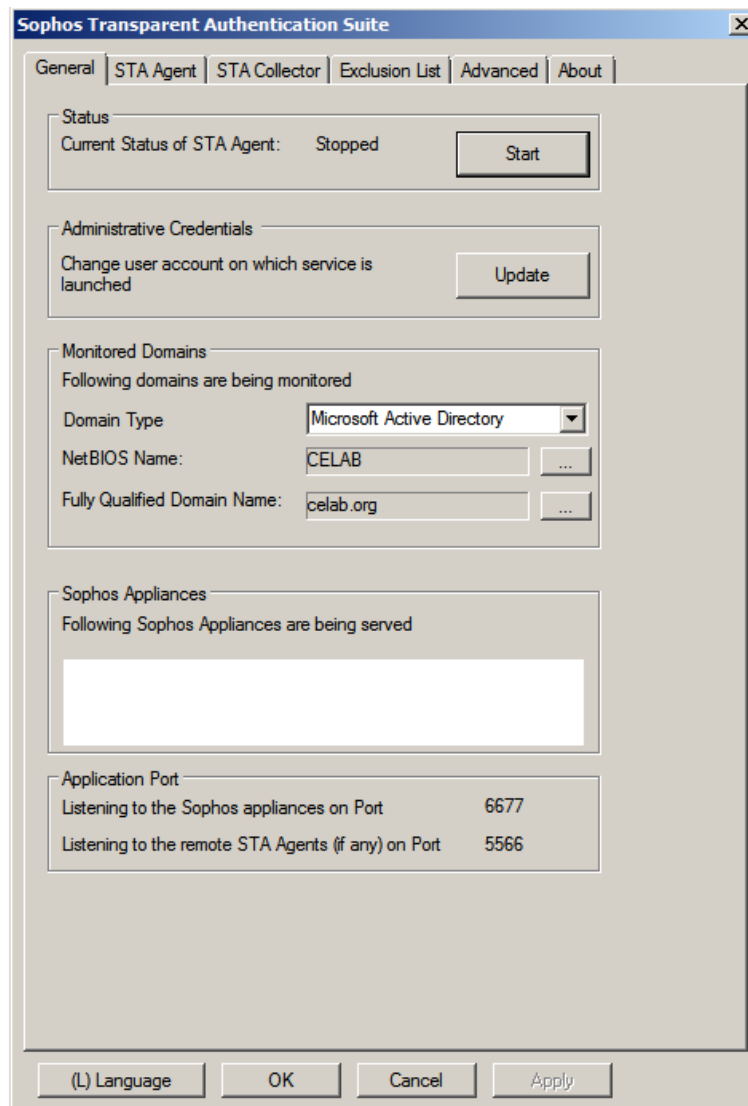 Sophos Transparent Authentication Suite
General STA Agent STA Collector Exclusion List Advanced About
Status
Current Status of STA Agent: Stopped Start
Administrative Credentials
Change user account on which service is
launched
Update
Monitored Domains
Following domains are being monitored
Domain Type Microsoft Active Directory
NetBIOS Name: CELAB ...
Fully Qualified Domain Name: celab.org ...
Sophos Appliances
Following Sophos Appliances are being served
Application Port
Listening to the Sophos appliances on Port 6677
Listening to the remote STA Agents (if any) on Port 5566
(L) Language OK Cancel Apply